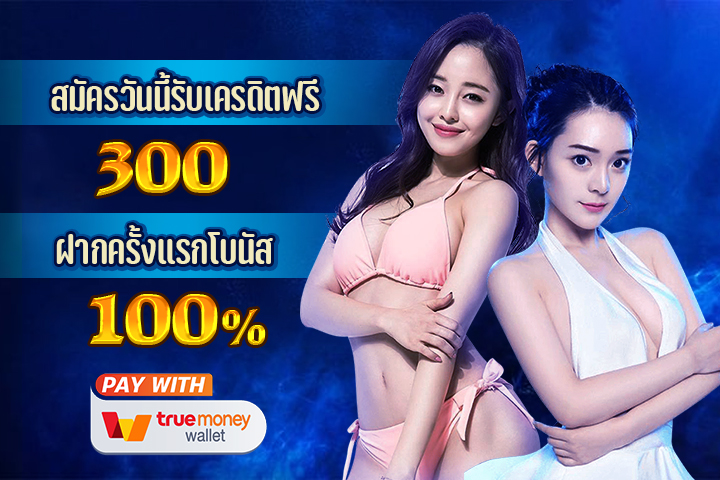 สมัครวันนี้รับเครดิตฟรี
300
ฝากครั้งแรกโบนัส
100%
PAY WITH
truemoney
wallet